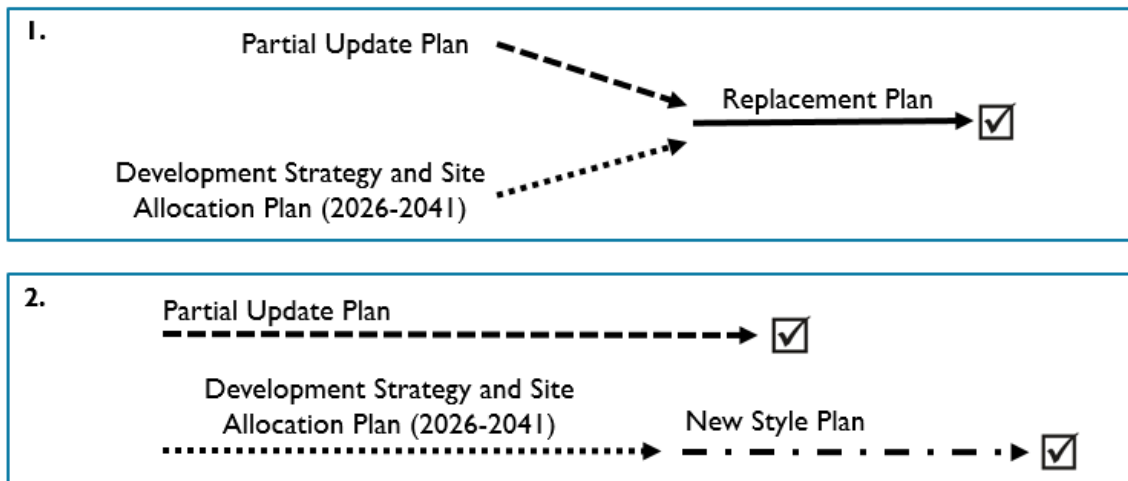 1.
Partial Update Plan
Replacement Plan
Development Strategy and Site
Allocation Plan (2026-2041)
2.
Partial Update Plan
Development Strategy and Site
Allocation Plan (2026-2041)
New Style Plan